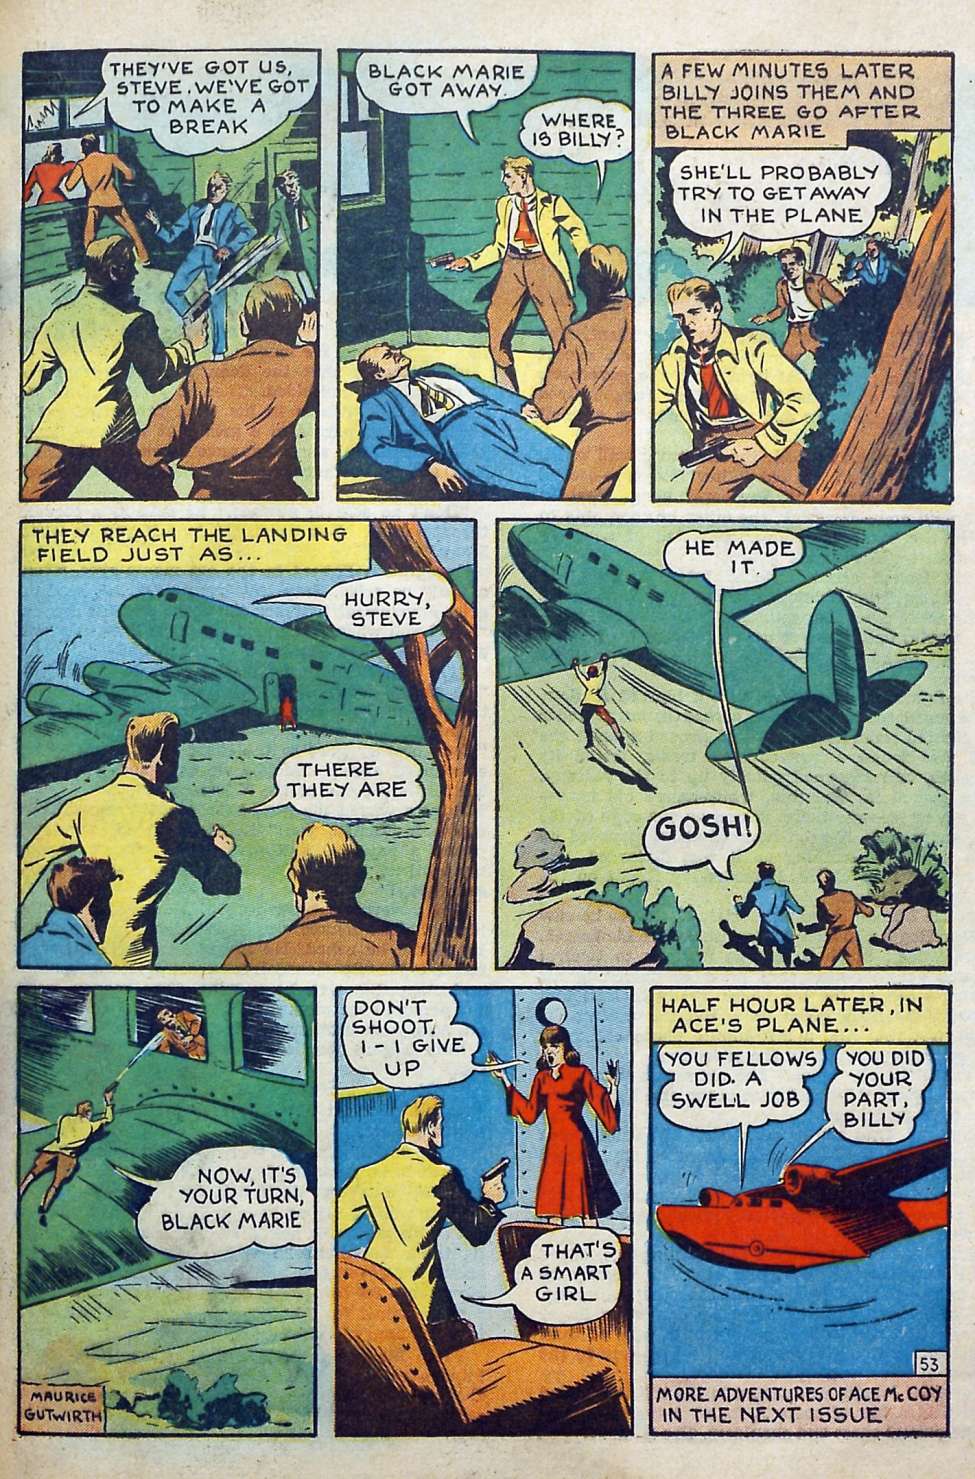 THEY'VE GOT US,
STEVE. WE'VE GOT
TO MAKE A
BREAK
BLACK MARIE
GOT AWAY.
WHERE
IS BILLY?
A FEW MINUTES LATER
BILLY JOINS THEM AND
THE THREE GO AFTER
BLACK MARIE
SHE'LL PROBABLY
TRY TO GET AWAY
IN THE PLANE
THEY REACH THE LANDING
FIELD JUST AS...
HURRY,
STEVE
THERE
THEY ARE
HE MADE
IT.
GOSH!
NOW, IT'S
YOUR TURN,
BLACK MARIE
MAURICE
GUTWIRTH
DON'T
SHOOT.
I-I GIVE
UP
THAT'S
A SMART
GIRL
HALF HOUR LATER, IN
ACE'S PLANE...
YOU FELLOWS
DID. A
SWELL JOB
YOU DID
YOUR
PART,
BILLY
53
MORE ADVENTURES OF ACE McCOY
IN THE NEXT ISSUE